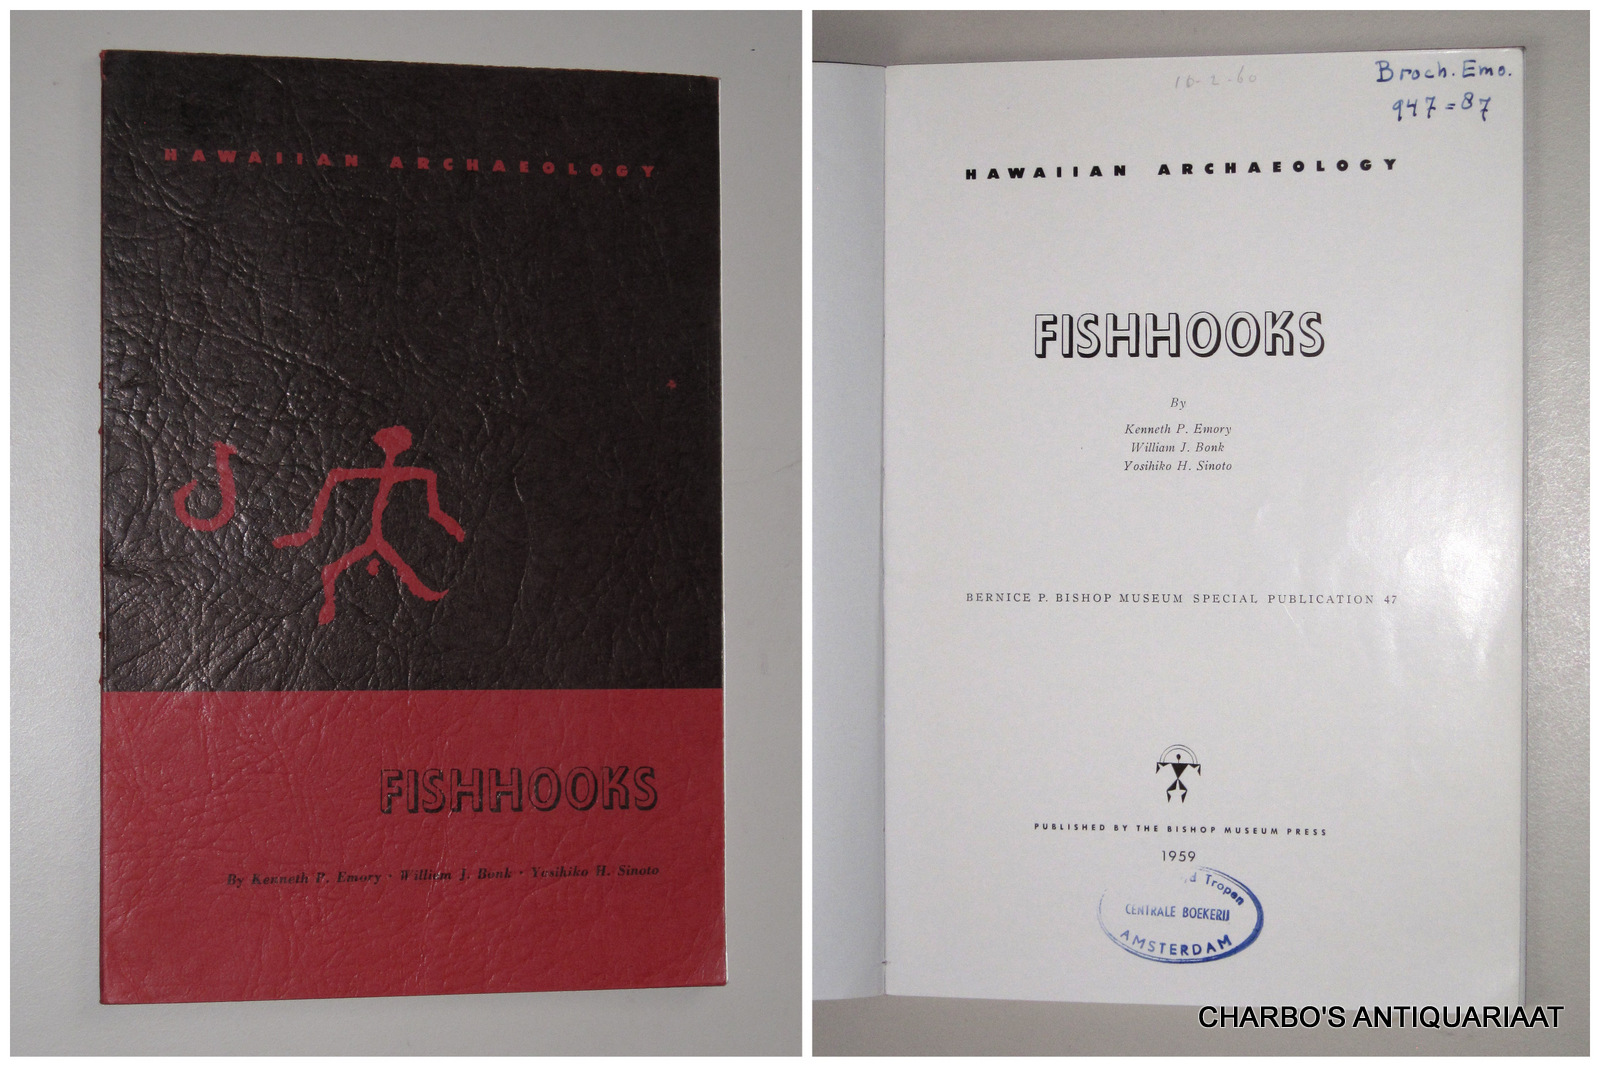 HAWAIIAN ARCHAEOLOGY
FISHHOOKS
By Kenneth P. Emory · William J. Bonk · Yosihiko H. Sinoto
10-2-60
Broch. Emo.
947=87
HAWAIIAN ARCHAEOLOGY
FISHHOOKS
By
Kenneth P. Emory
William J. Bonk
Yosihiko H. Sinoto
BERNICE P. BISHOP MUSEUM SPECIAL PUBLICATION 47
PUBLISHED BY THE BISHOP MUSEUM PRESS
1959
Tropen
CENTRALE BOEKERIJ
AMSTERDAM
CHARBO'S ANTIQUARIAAT